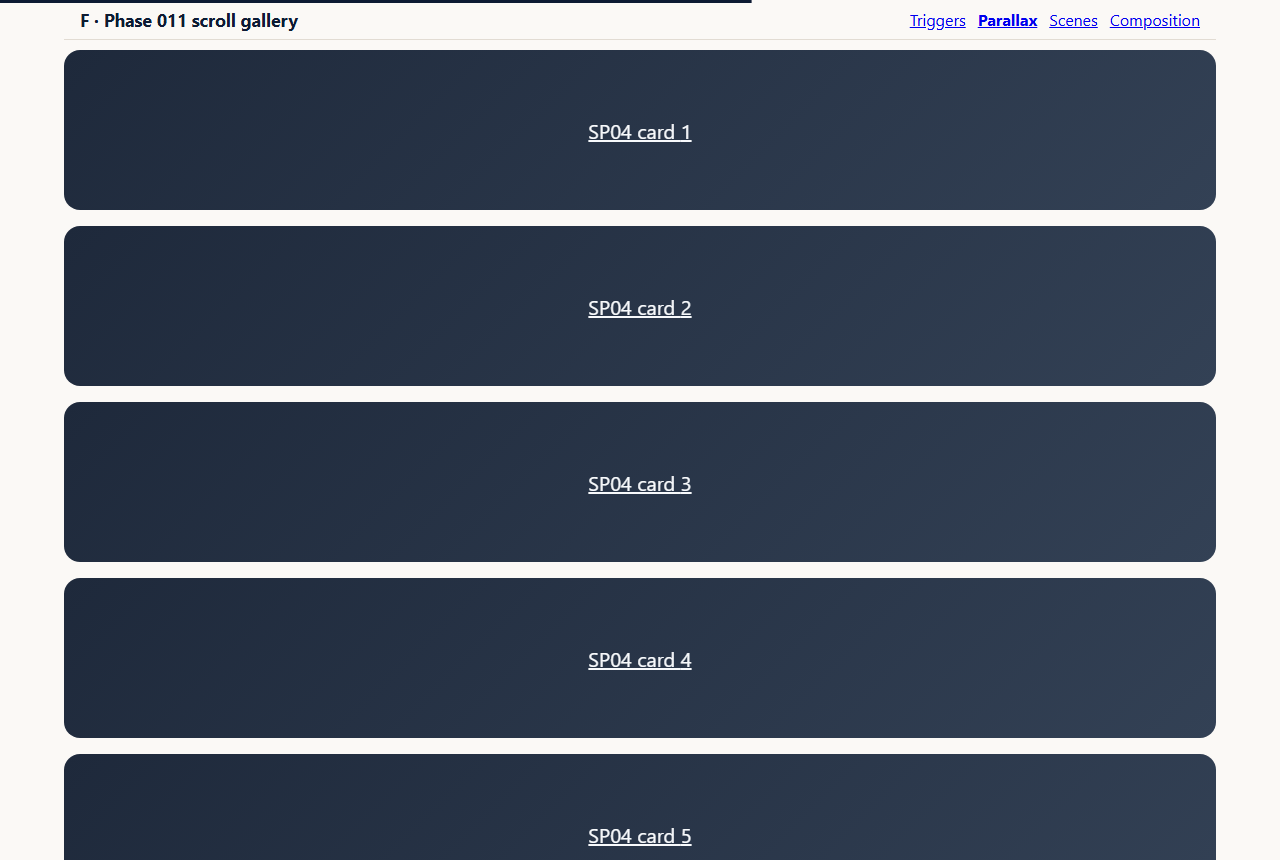 F · Phase 011 scroll gallery
Triggers Parallax Scenes Composition
SP04 card 1
SP04 card 2
SP04 card 3
SP04 card 4
SP04 card 5